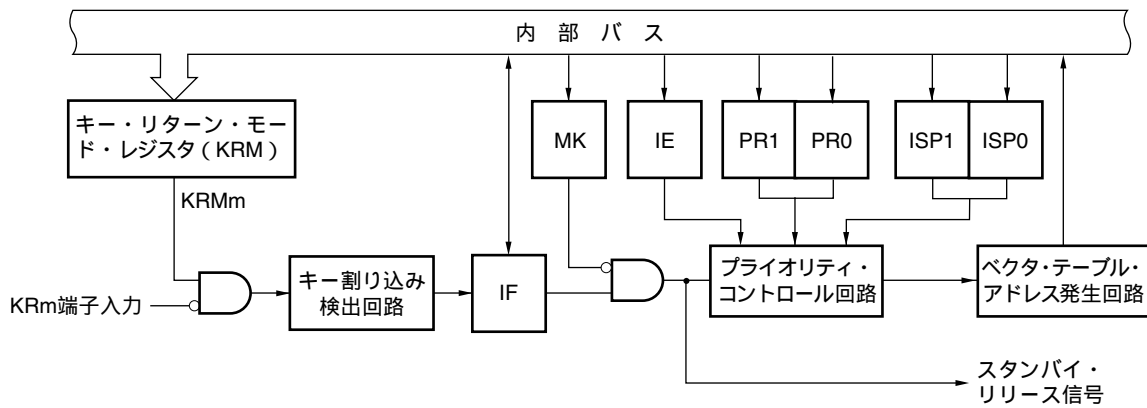 内 部 バ ス
キー・リターン・モー
ド・レジスタ（KRM）
MK
IE
PR1
PR0
ISP1
ISP0
KRMm
KRm端子入力
キー割り込み
検出回路
IF
プライオリティ・
コントロール回路
ベクタ・テーブル・
アドレス発生回路
スタンバイ・
リリース信号